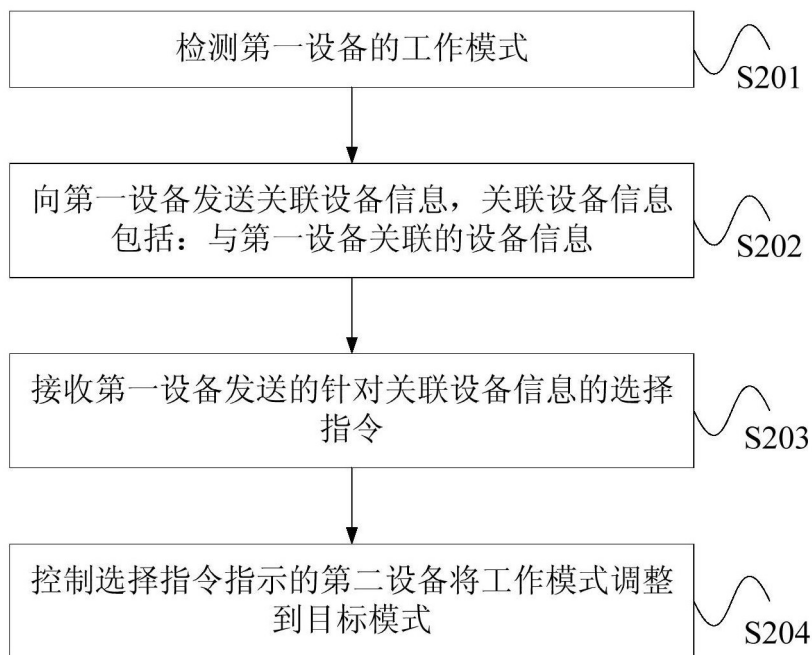 检测第一设备的工作模式
S201
向第一设备发送关联设备信息，关联设备信息
包括：与第一设备关联的设备信息
S202
接收第一设备发送的针对关联设备信息的选择
指令
S203
控制选择指令指示的第二设备将工作模式调整
到目标模式
S204